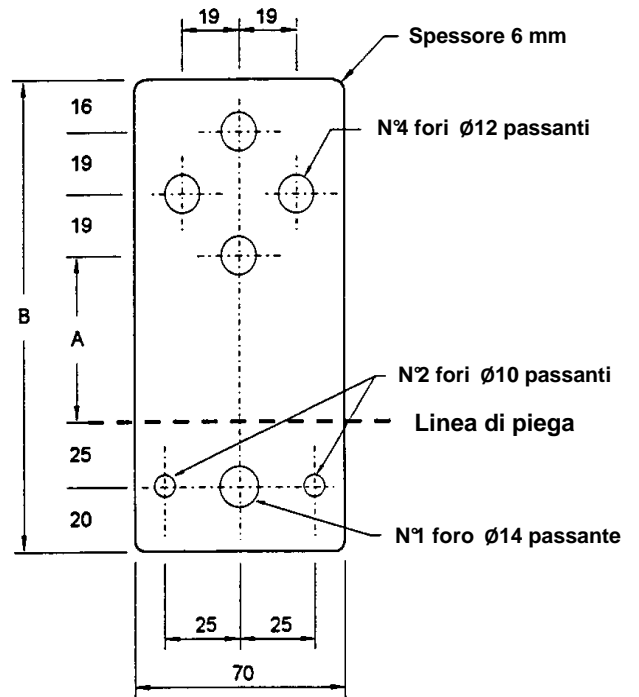 19 19
Spessore 6 mm
16
N°4 fori Ø12 passanti
19
19
B
A
N°2 fori Ø10 passanti
Linea di piega
25
20
N°1 foro Ø14 passante
25 25
70